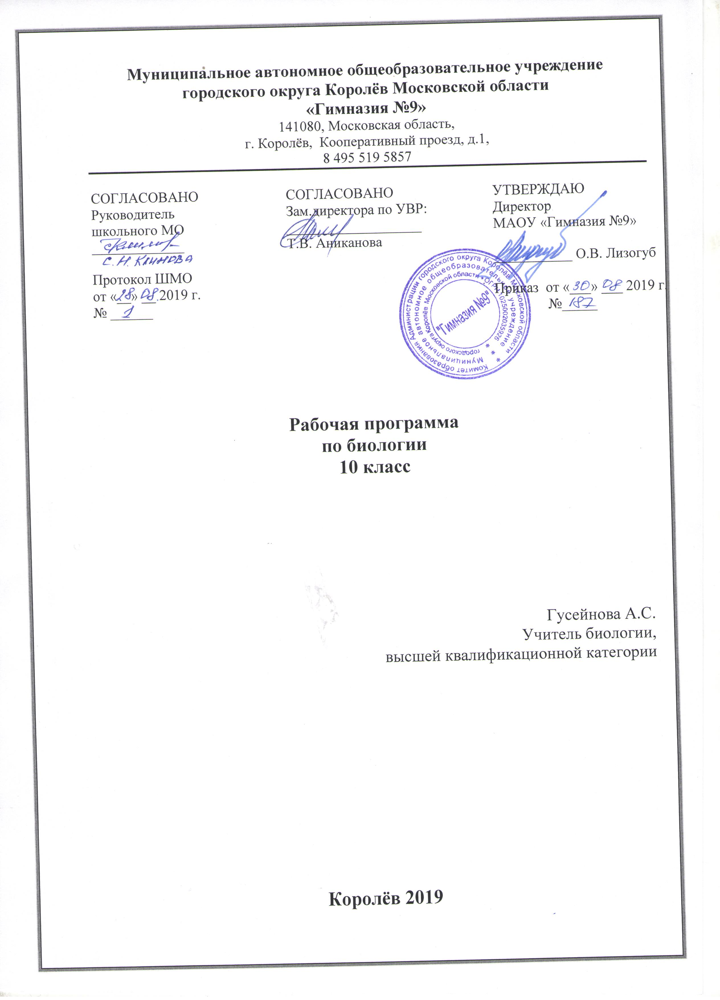 Муниципальное автономное общеобразовательное учреждение
городского округа Королёв Московской области
«Гимназия №9»
141080, Московская область,
г. Королёв, Кооперативный проезд, д.1,
8 495 519 5857
СОГЛАСОВАНО
Руководитель
школьного МО
С. Н. Климова
Протокол ШМО
от «28» 08.2019 г.
№ 1
СОГЛАСОВАНО
Зам.директора по УВР:
Т.В. Аниканова
УТВЕРЖДАЮ
Директор
МАОУ «Гимназия №9»
О.В. Лизогуб
Приказ от «30» 08 2019 г.
№ 187
Комитет образования Администрации городского округа Королёв Московской области
Муниципальное автономное общеобразовательное учреждение
городского округа Королёв Московской области • ОГРН 1025002035926
"Гимназия №9"
Рабочая программа
по биологии
10 класс
Гусейнова А.С.
Учитель биологии,
высшей квалификационной категории
Королёв 2019